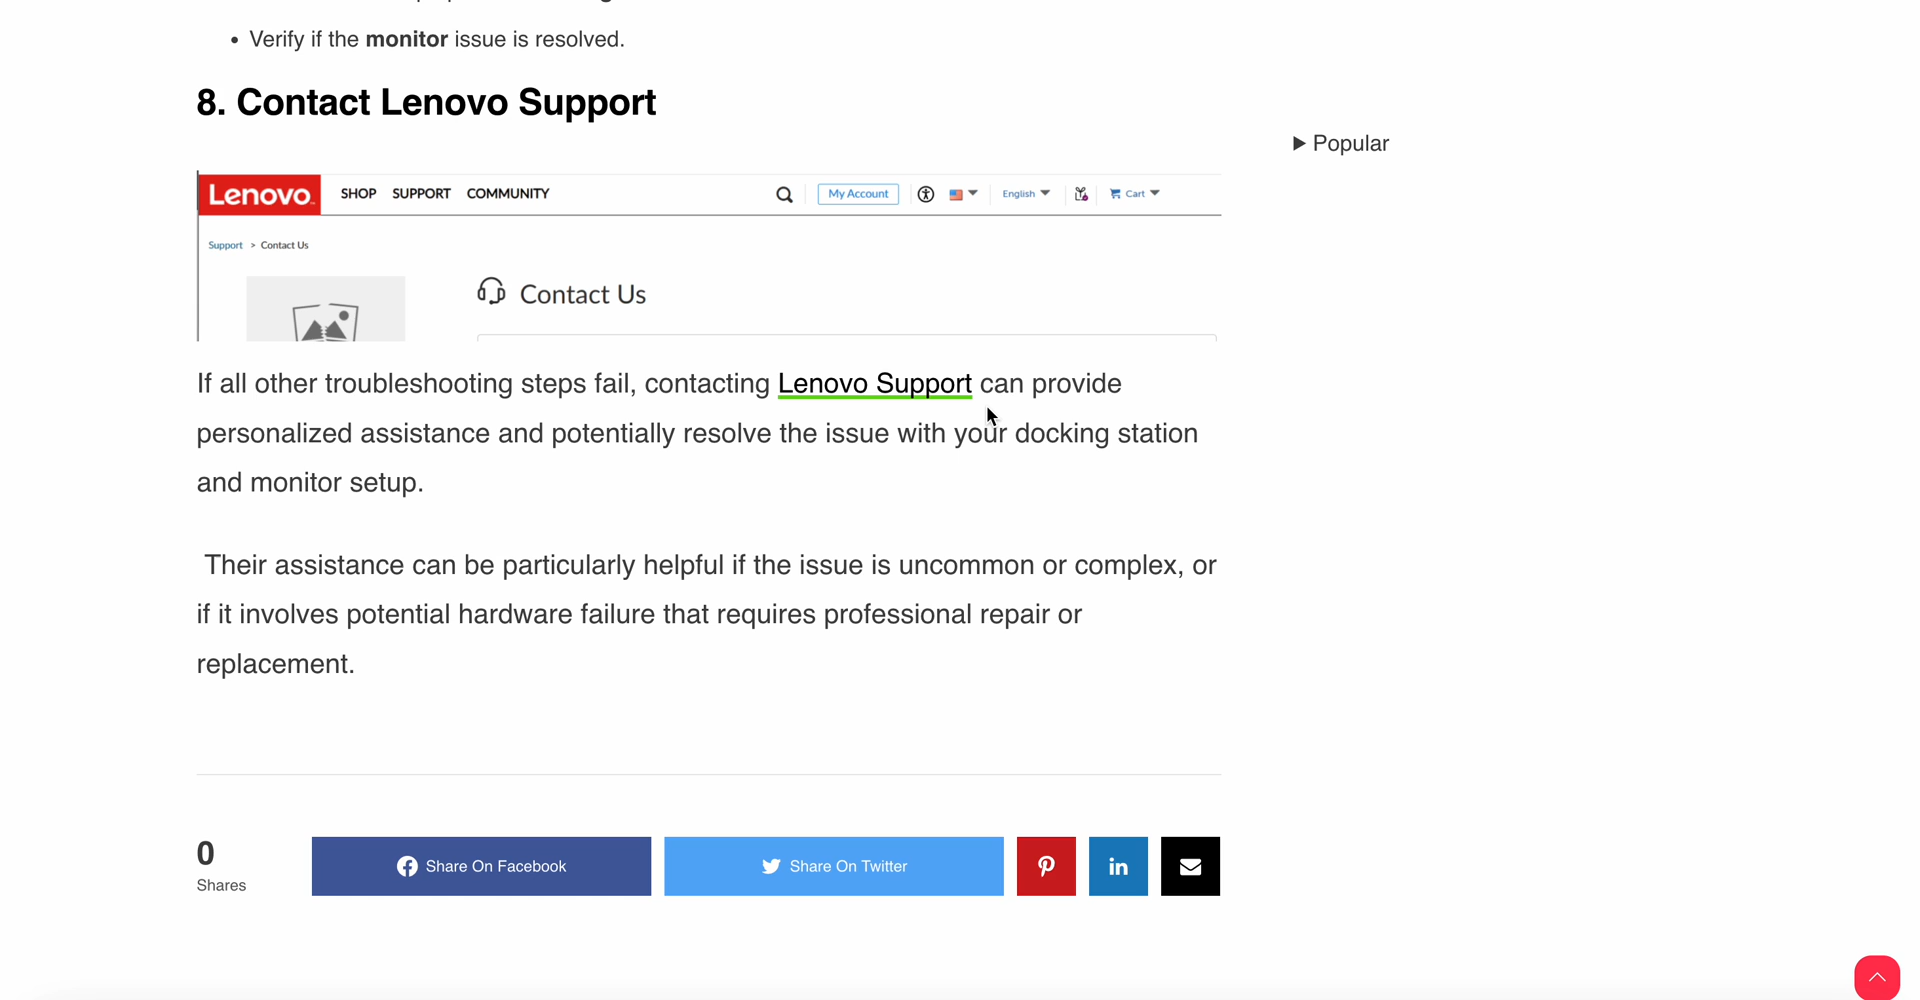 • Verify if the monitor issue is resolved.
8. Contact Lenovo Support
▶ Popular
Lenovo SHOP SUPPORT COMMUNITY My Account English Cart
Support > Contact Us
Contact Us
If all other troubleshooting steps fail, contacting Lenovo Support can provide
personalized assistance and potentially resolve the issue with your docking station
and monitor setup.
Their assistance can be particularly helpful if the issue is uncommon or complex, or
if it involves potential hardware failure that requires professional repair or
replacement.
0
Shares
Share On Facebook
Share On Twitter
in